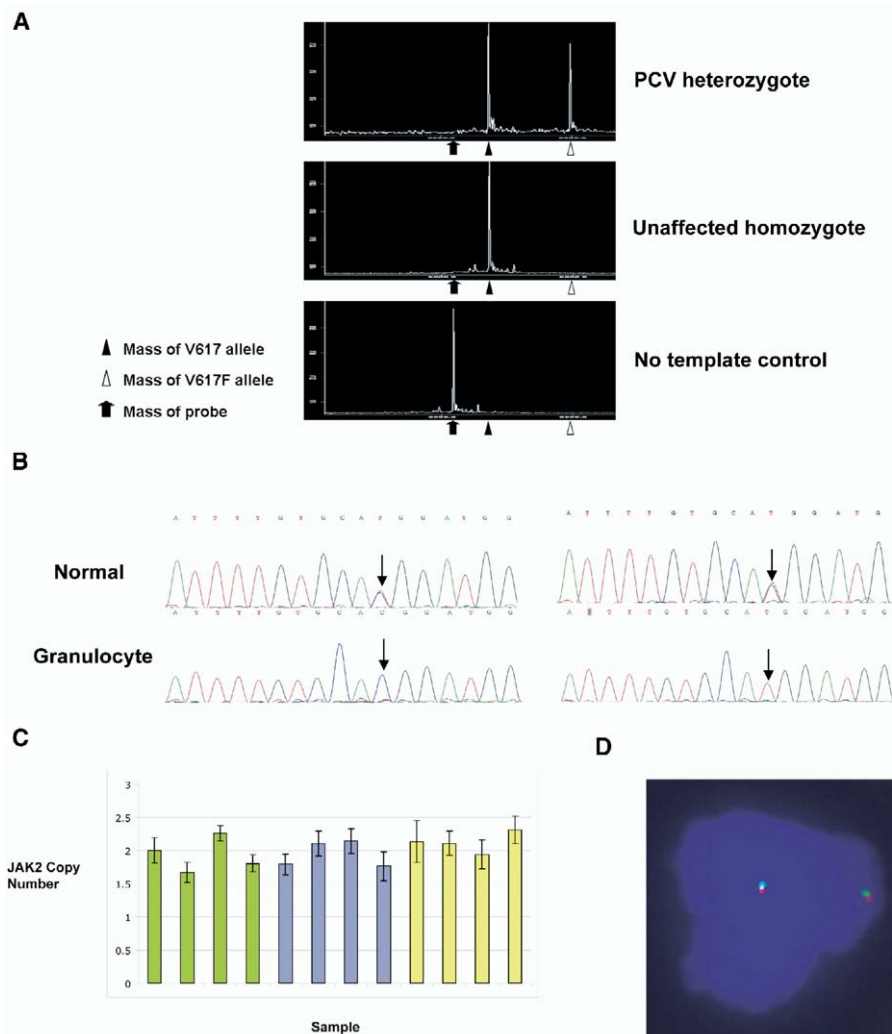 A
PCV heterozygote
Unaffected homozygote
No template control
Mass of V617 allele
Mass of V617F allele
Mass of probe
B
A T T T T G T G C A T G G A T G G
A T T T T G T G C A T G G A T G
Normal
A T T T T G T G C A C G G A T G G
A T T T T G T G C A T G G A T G G
Granulocyte
C
D
3
2.5
2
1.5
1
0.5
0
JAK2 Copy
Number
Sample